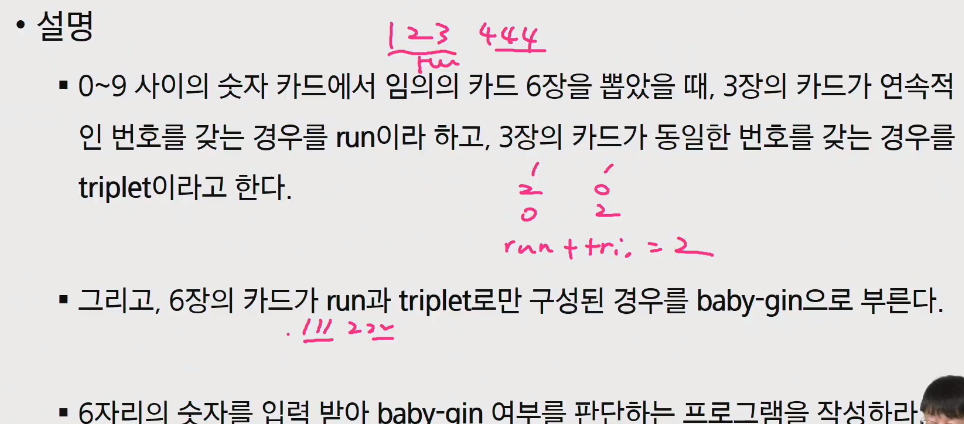 • 설명
1 2 3 444
run
▪ 0~9 사이의 숫자 카드에서 임의의 카드 6장을 뽑았을 때, 3장의 카드가 연속적
인 번호를 갖는 경우를 run이라 하고, 3장의 카드가 동일한 번호를 갖는 경우를
triplet이라고 한다.
1 1
2 0
0 2
run + tri. = 2
▪ 그리고, 6장의 카드가 run과 triplet로만 구성된 경우를 baby-gin으로 부른다.
111 222
▪ 6자리의 숫자를 입력 받아 baby-gin 여부를 판단하는 프로그램을 작성하라.